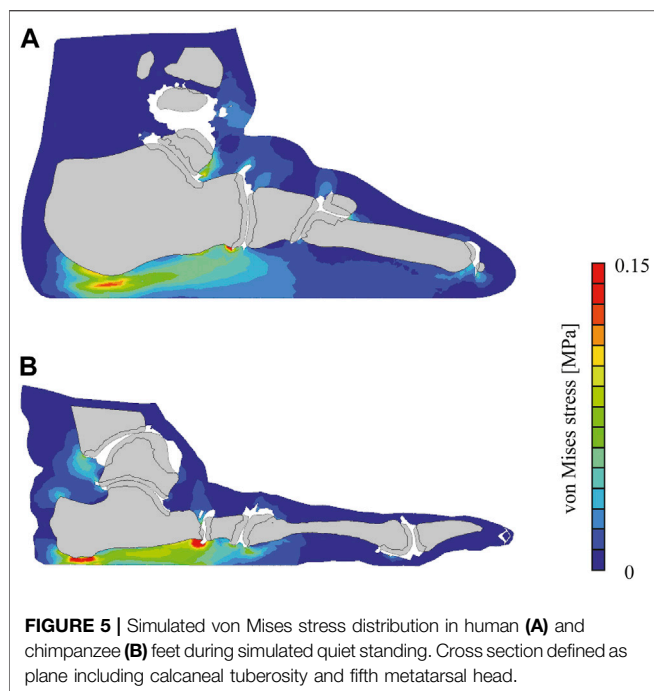 A
0.15
von Mises stress [MPa]
B
0
FIGURE 5 | Simulated von Mises stress distribution in human (A) and
chimpanzee (B) feet during simulated quiet standing. Cross section defined as
plane including calcaneal tuberosity and fifth metatarsal head.